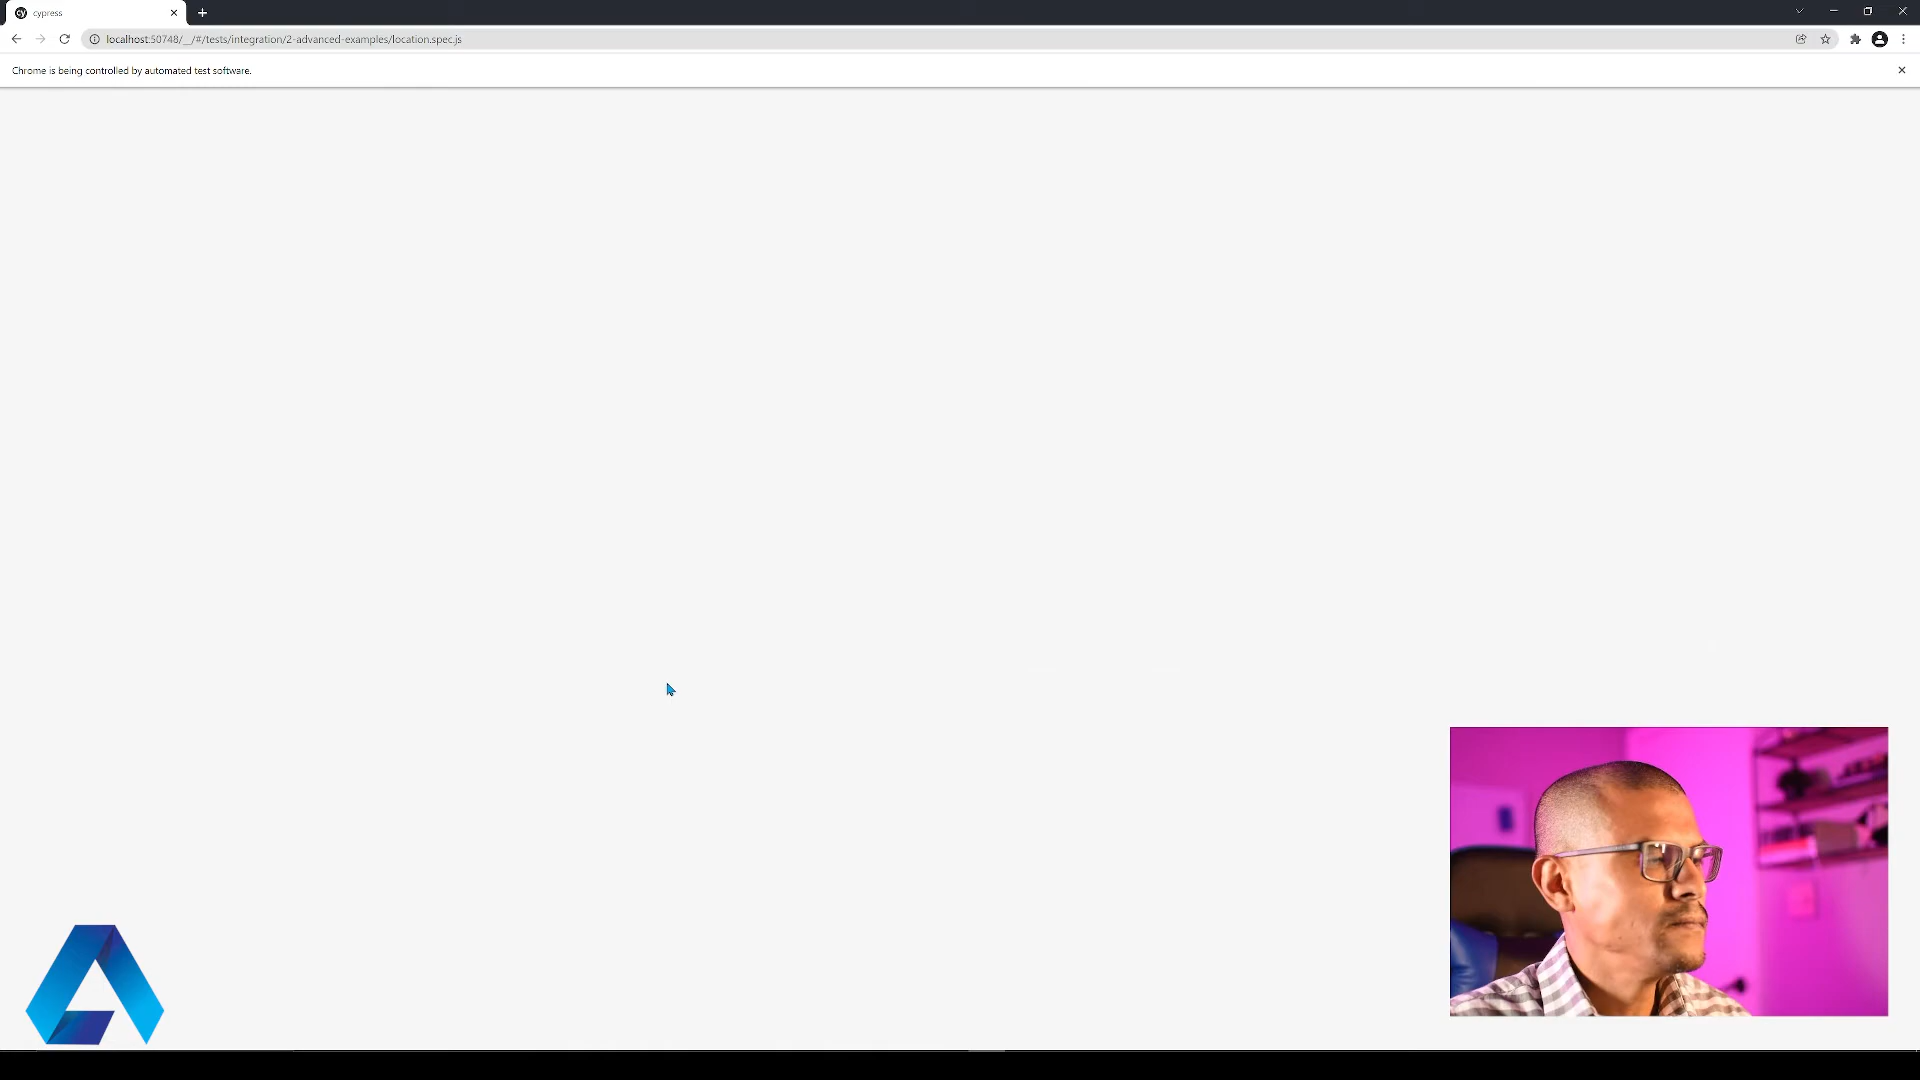 cy cypress
localhost:50748/__/#/tests/integration/2-advanced-examples/location.spec.js
Chrome is being controlled by automated test software.